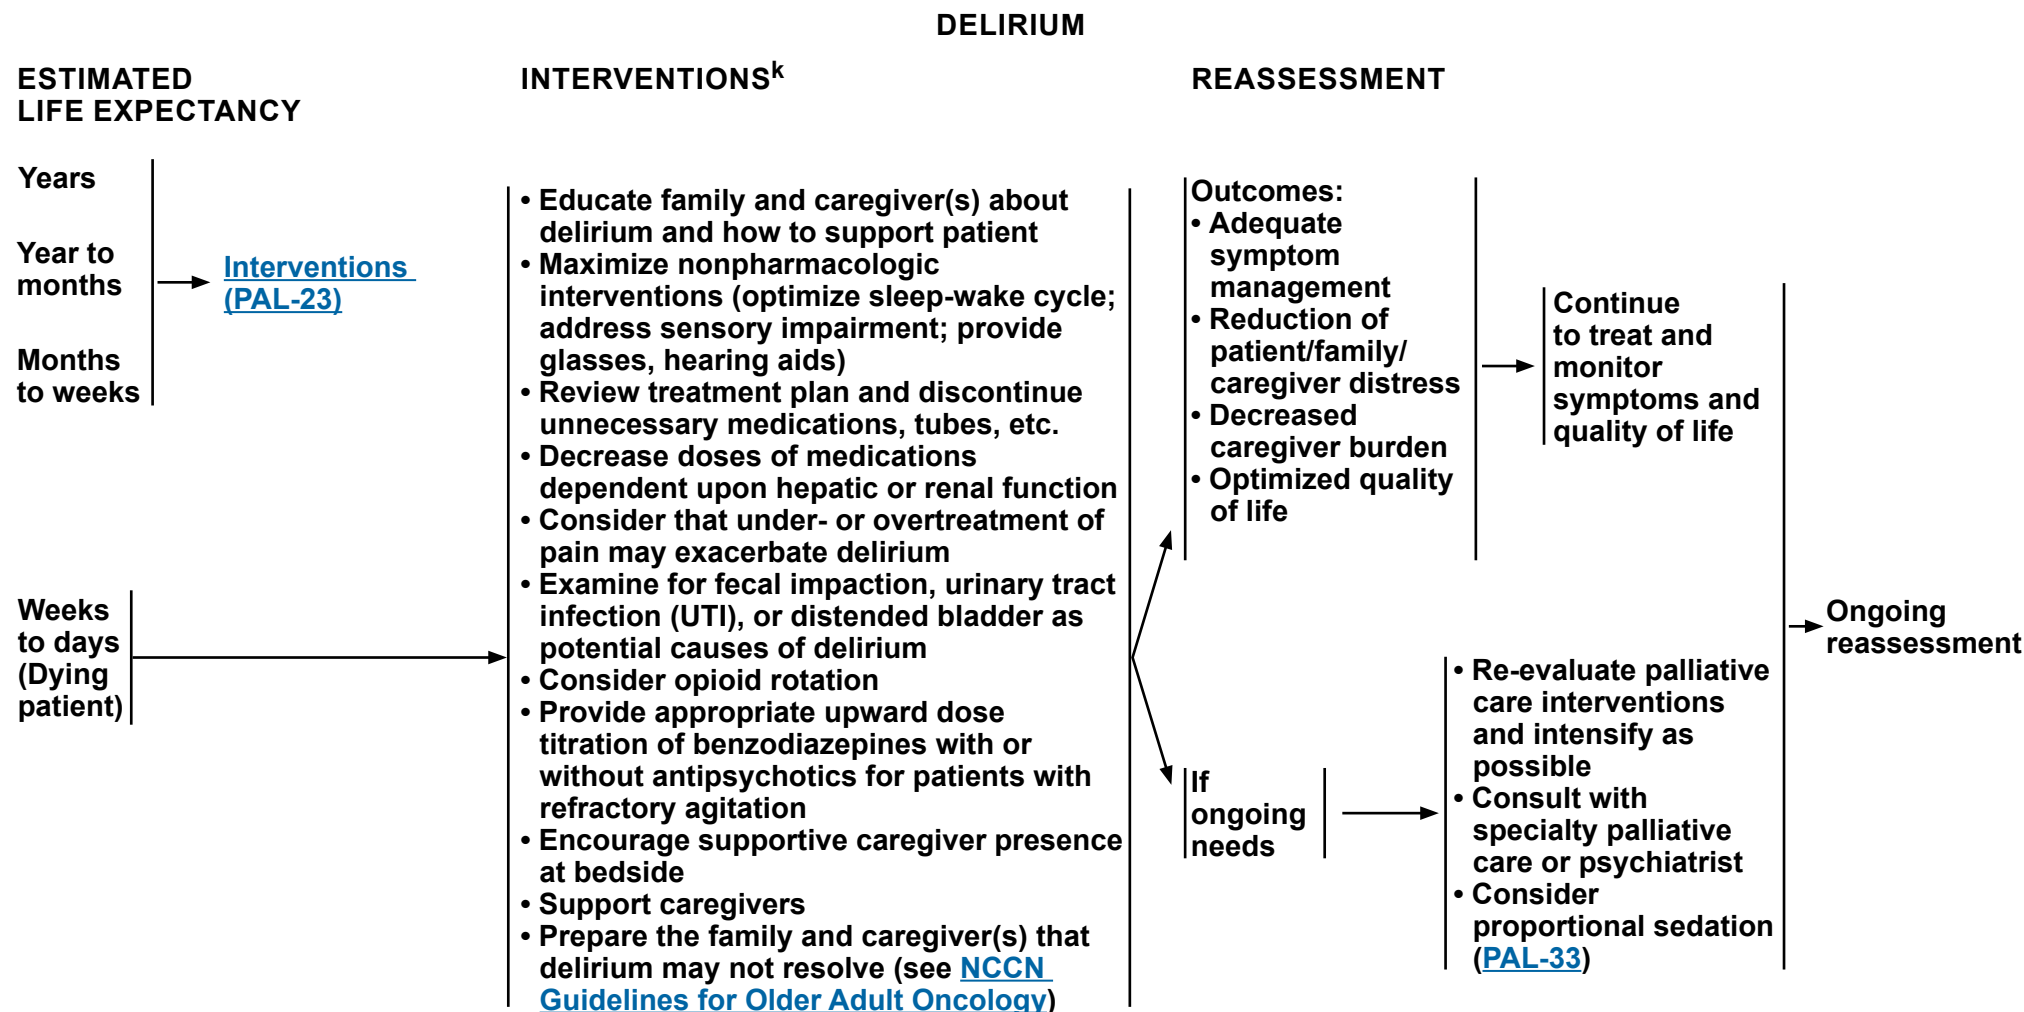 DELIRIUM
ESTIMATED
LIFE EXPECTANCY
INTERVENTIONSk
REASSESSMENT
Years
Year to
months
Months
to weeks
Interventions
(PAL-23)
Weeks
to days
(Dying
patient)
• Educate family and caregiver(s) about
delirium and how to support patient
• Maximize nonpharmacologic
interventions (optimize sleep-wake cycle;
address sensory impairment; provide
glasses, hearing aids)
• Review treatment plan and discontinue
unnecessary medications, tubes, etc.
• Decrease doses of medications
dependent upon hepatic or renal function
• Consider that under- or overtreatment of
pain may exacerbate delirium
• Examine for fecal impaction, urinary tract
infection (UTI), or distended bladder as
potential causes of delirium
• Consider opioid rotation
• Provide appropriate upward dose
titration of benzodiazepines with or
without antipsychotics for patients with
refractory agitation
• Encourage supportive caregiver presence
at bedside
• Support caregivers
• Prepare the family and caregiver(s) that
delirium may not resolve (see NCCN
Guidelines for Older Adult Oncology)
Outcomes:
• Adequate
symptom
management
• Reduction of
patient/family/
caregiver distress
• Decreased
caregiver burden
• Optimized quality
of life
Continue
to treat and
monitor
symptoms and
quality of life
If
ongoing
needs
• Re-evaluate palliative
care interventions
and intensify as
possible
• Consult with
specialty palliative
care or psychiatrist
• Consider
proportional sedation
(PAL-33)
Ongoing
reassessment